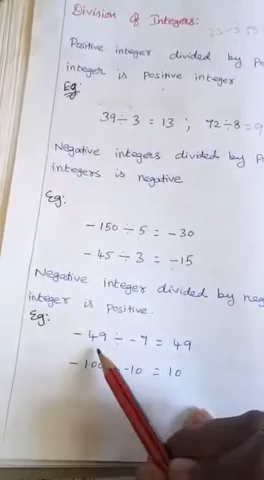 Division of Integers:
Positive integer divided by
integer is positive integer
Eg:
39 ÷ 3 = 13 ; 72 ÷ 8 = 9
Negative integers divided by
integers is negative
Eg:
- 150 ÷ 5 = - 30
- 45 ÷ 3 = - 15
Negative integer divided by
integer is Positive.
Eg:
- 49 ÷ - 7 = 49
- 100 ÷ - 10 = 10